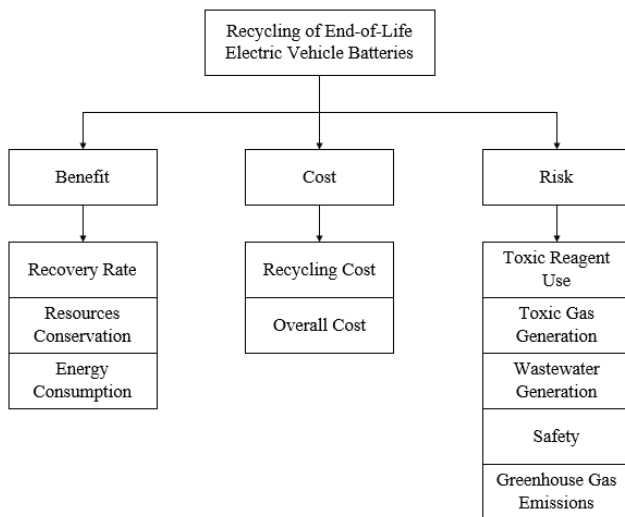 Recycling of End-of-Life
Electric Vehicle Batteries
Benefit
Cost
Risk
Recovery Rate
Resources
Conservation
Energy
Consumption
Recycling Cost
Overall Cost
Toxic Reagent
Use
Toxic Gas
Generation
Wastewater
Generation
Safety
Greenhouse Gas
Emissions